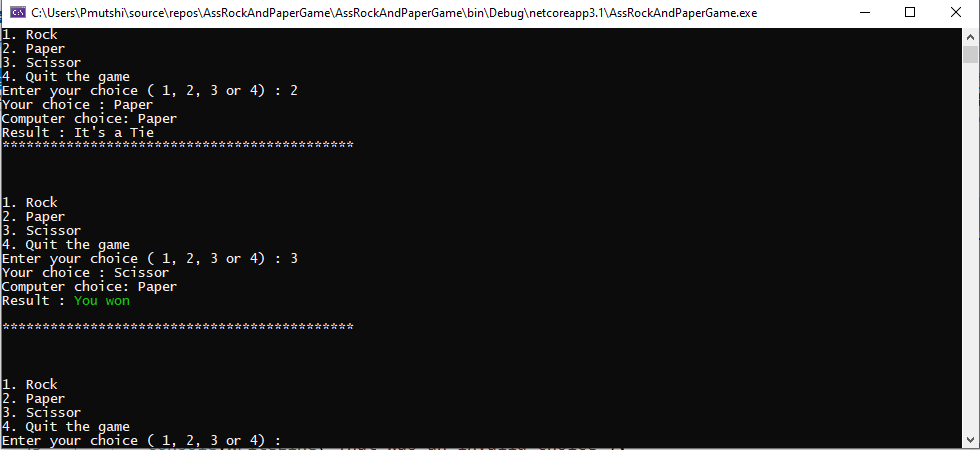 C:\Users\Pmutshi\source\repos\AssRockAndPaperGame\AssRockAndPaperGame\bin\Debug\netcoreapp3.1\AssRockAndPaperGame.exe
1. Rock
2. Paper
3. Scissor
4. Quit the game
Enter your choice ( 1, 2, 3 or 4) : 2
Your choice : Paper
Computer choice: Paper
Result : It's a Tie
********************************************
1. Rock
2. Paper
3. Scissor
4. Quit the game
Enter your choice ( 1, 2, 3 or 4) : 3
Your choice : Scissor
Computer choice: Paper
Result : You won
********************************************
1. Rock
2. Paper
3. Scissor
4. Quit the game
Enter your choice ( 1, 2, 3 or 4) :